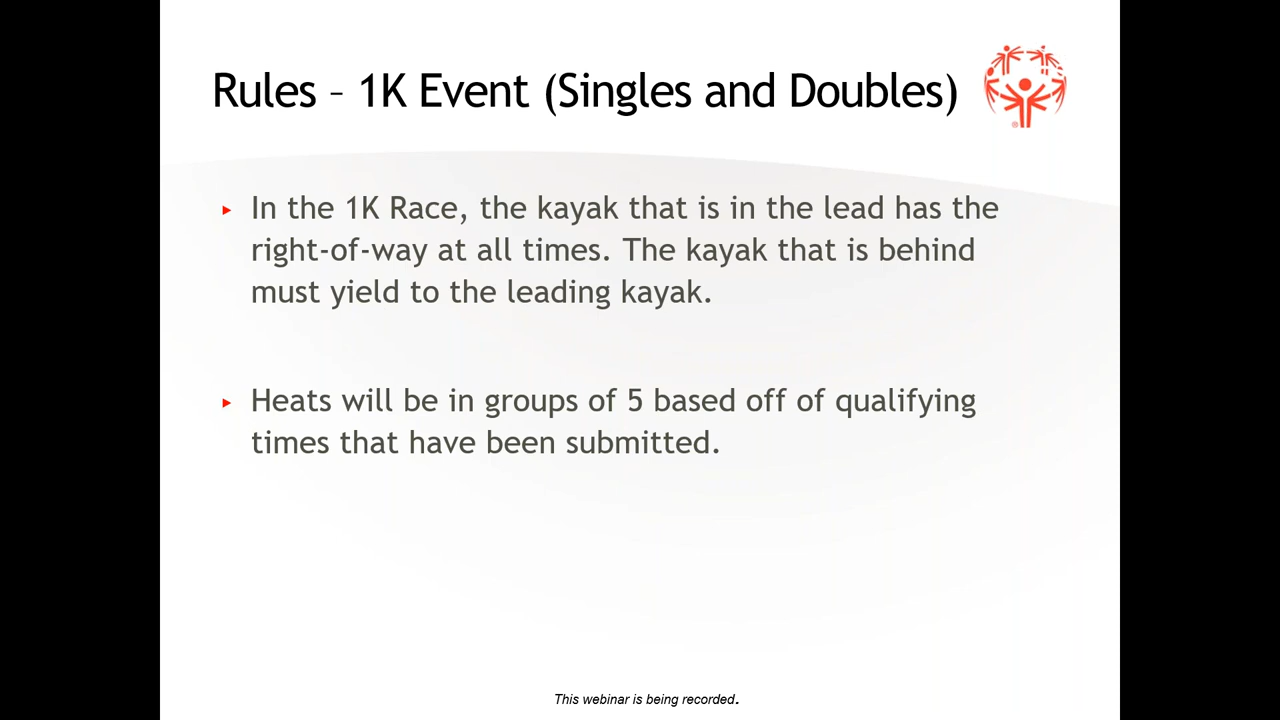 Rules – 1K Event (Singles and Doubles)
In the 1K Race, the kayak that is in the lead has the
right-of-way at all times. The kayak that is behind
must yield to the leading kayak.
Heats will be in groups of 5 based off of qualifying
times that have been submitted.
This webinar is being recorded.